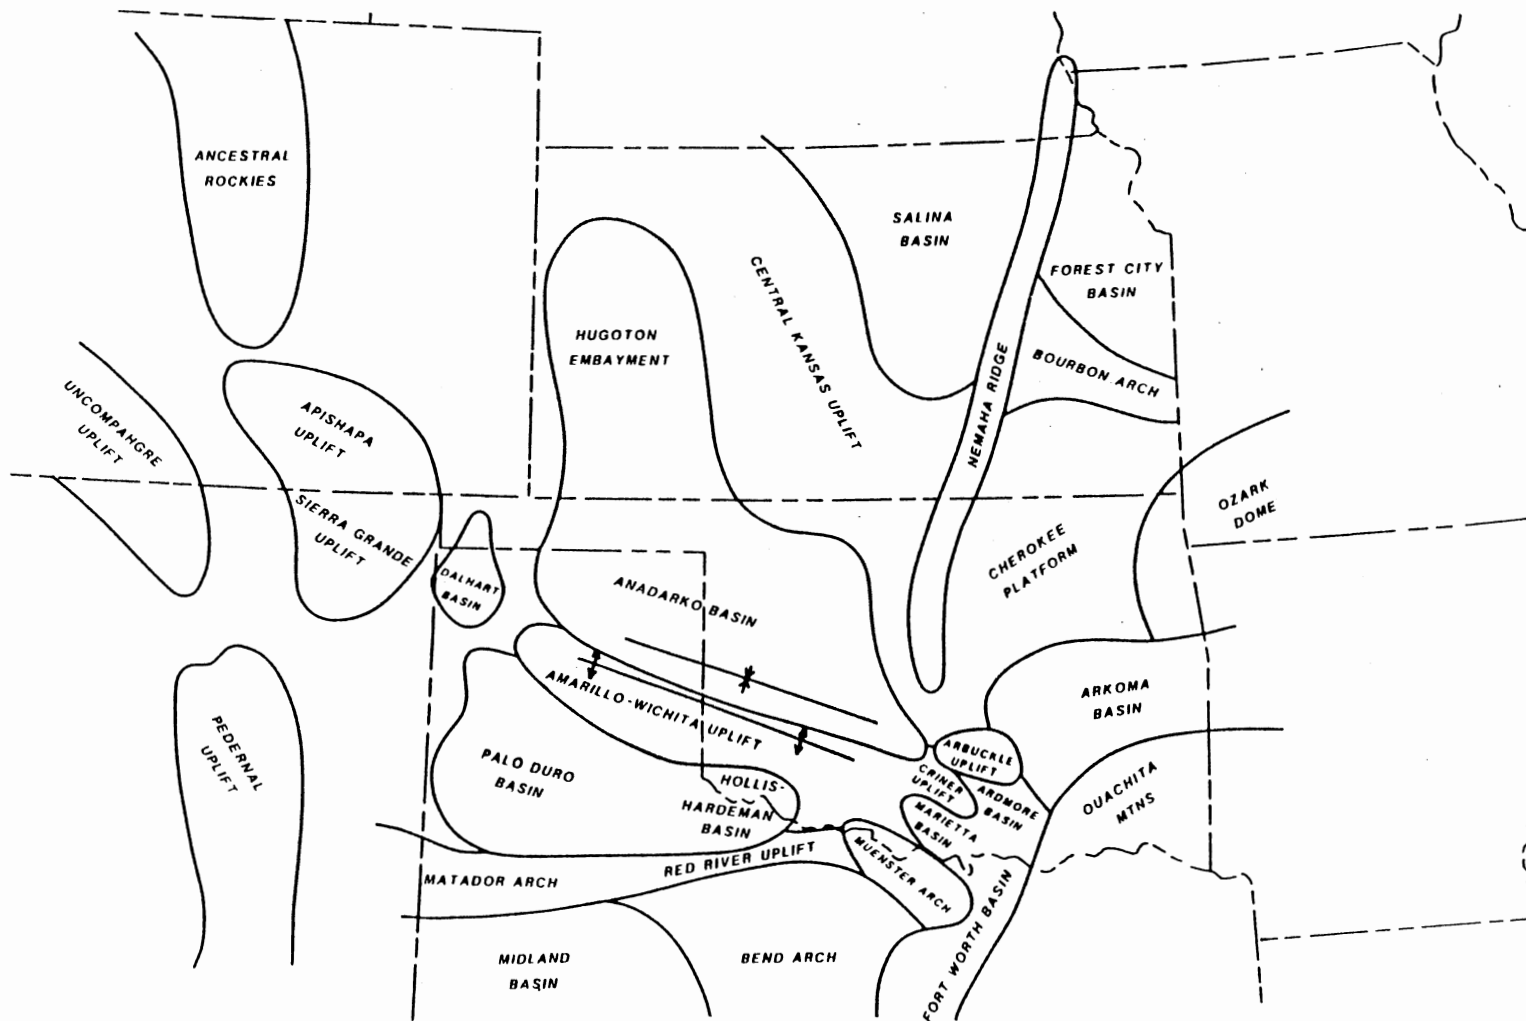 ANCESTRAL
ROCKIES
SALINA
BASIN
FOREST CITY
BASIN
CENTRAL KANSAS UPLIFT
HUGOTON
EMBAYMENT
BOURBON ARCH
NEMAHA RIDGE
UNCOMPAHGRE
UPLIFT
APISHAPA
UPLIFT
OZARK
DOME
SIERRA GRANDE
UPLIFT
CHEROKEE
PLATFORM
DALHART
BASIN
ANADARKO BASIN
AMARILLO-WICHITA UPLIFT
ARKOMA
BASIN
PEDERNAL
UPLIFT
PALO DURO
BASIN
ARBUCKLE
UPLIFT
CRINER
UPLIFT
ARDMORE
BASIN
OUACHITA
MTNS
HOLLIS-
HARDEMAN
BASIN
MARIETTA
BASIN
MUENSTER ARCH
RED RIVER UPLIFT
MATADOR ARCH
FORT WORTH BASIN
MIDLAND
BASIN
BEND ARCH